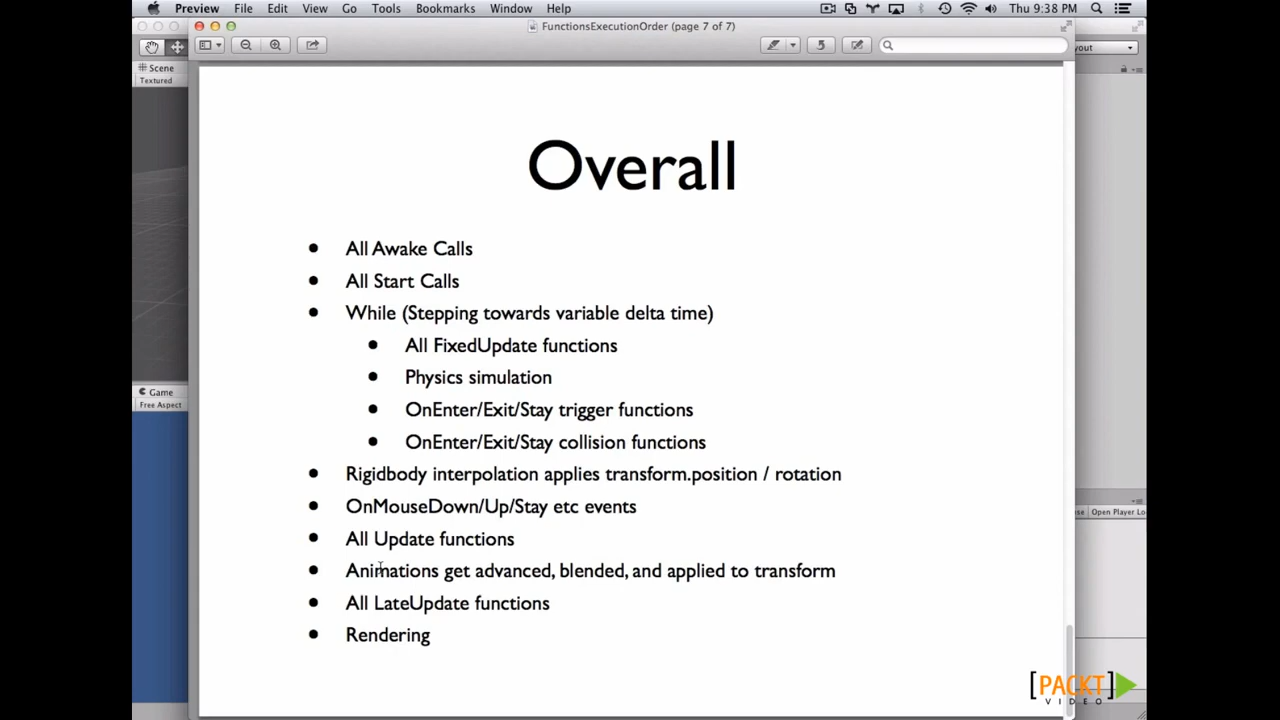 Preview File Edit View Go Tools Bookmarks Window Help Thu 9:38 PM
FunctionsExecutionOrder (page 7 of 7)
5
yout
Scene
Textured
Overall
• All Awake Calls
• All Start Calls
• While (Stepping towards variable delta time)
• All FixedUpdate functions
• Physics simulation
• OnEnter/Exit/Stay trigger functions
Game
Free Aspect
• OnEnter/Exit/Stay collision functions
• Rigidbody interpolation applies transform.position / rotation
• OnMouseDown/Up/Stay etc events
use Open Player Lo
• All Update functions
• Animations get advanced, blended, and applied to transform
• All LateUpdate functions
• Rendering
[PACKT]
VIDEO